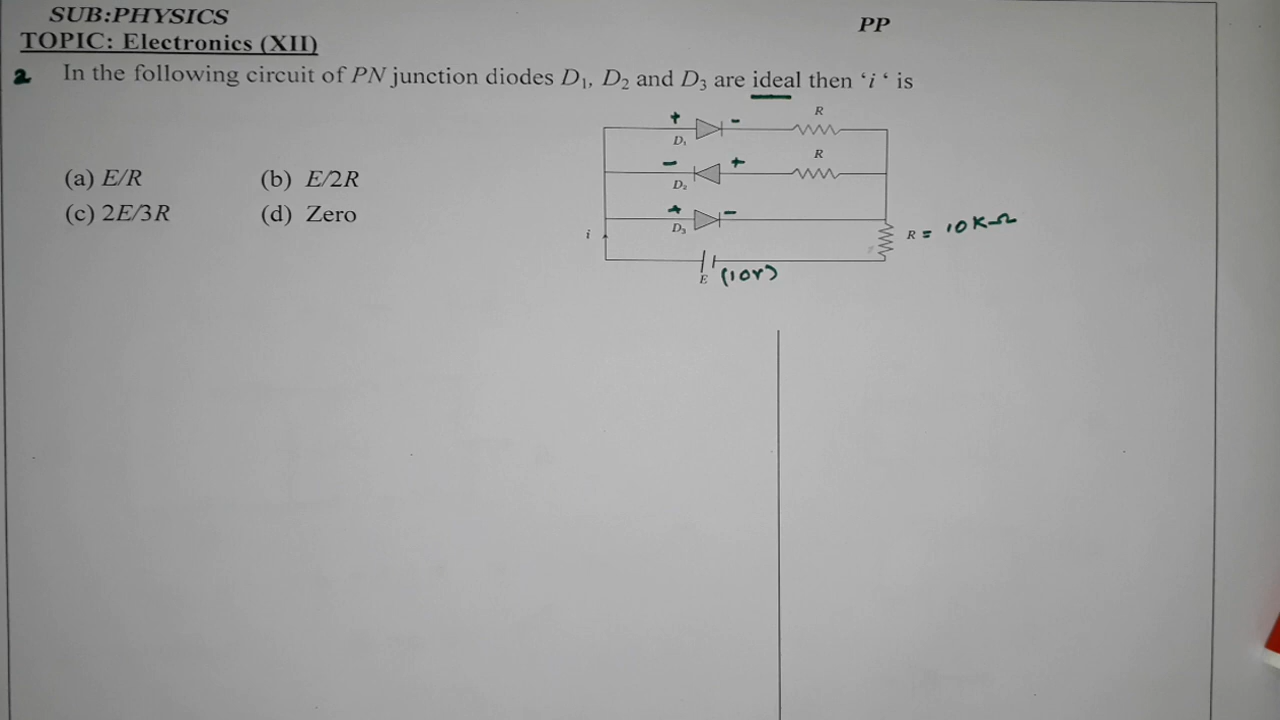 SUB:PHYSICS
PP
TOPIC: Electronics (XII)
2 In the following circuit of PN junction diodes D₁, D₂ and D₃ are ideal then ‘i ‘ is
(a) E/R (b) E/2R
(c) 2E/3R (d) Zero
R
+ -
D₁
R
- +
D₂
+ -
D₃
i
R = 10K Ω
E (10V)